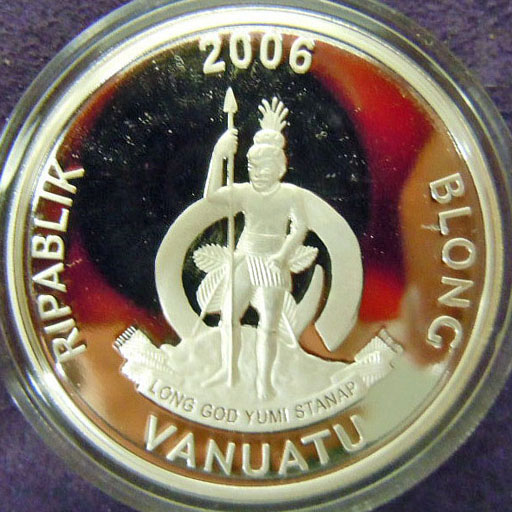 2006
RIPABLIK
BLONG
LONG GOD YUMI STANAP
VANUATU